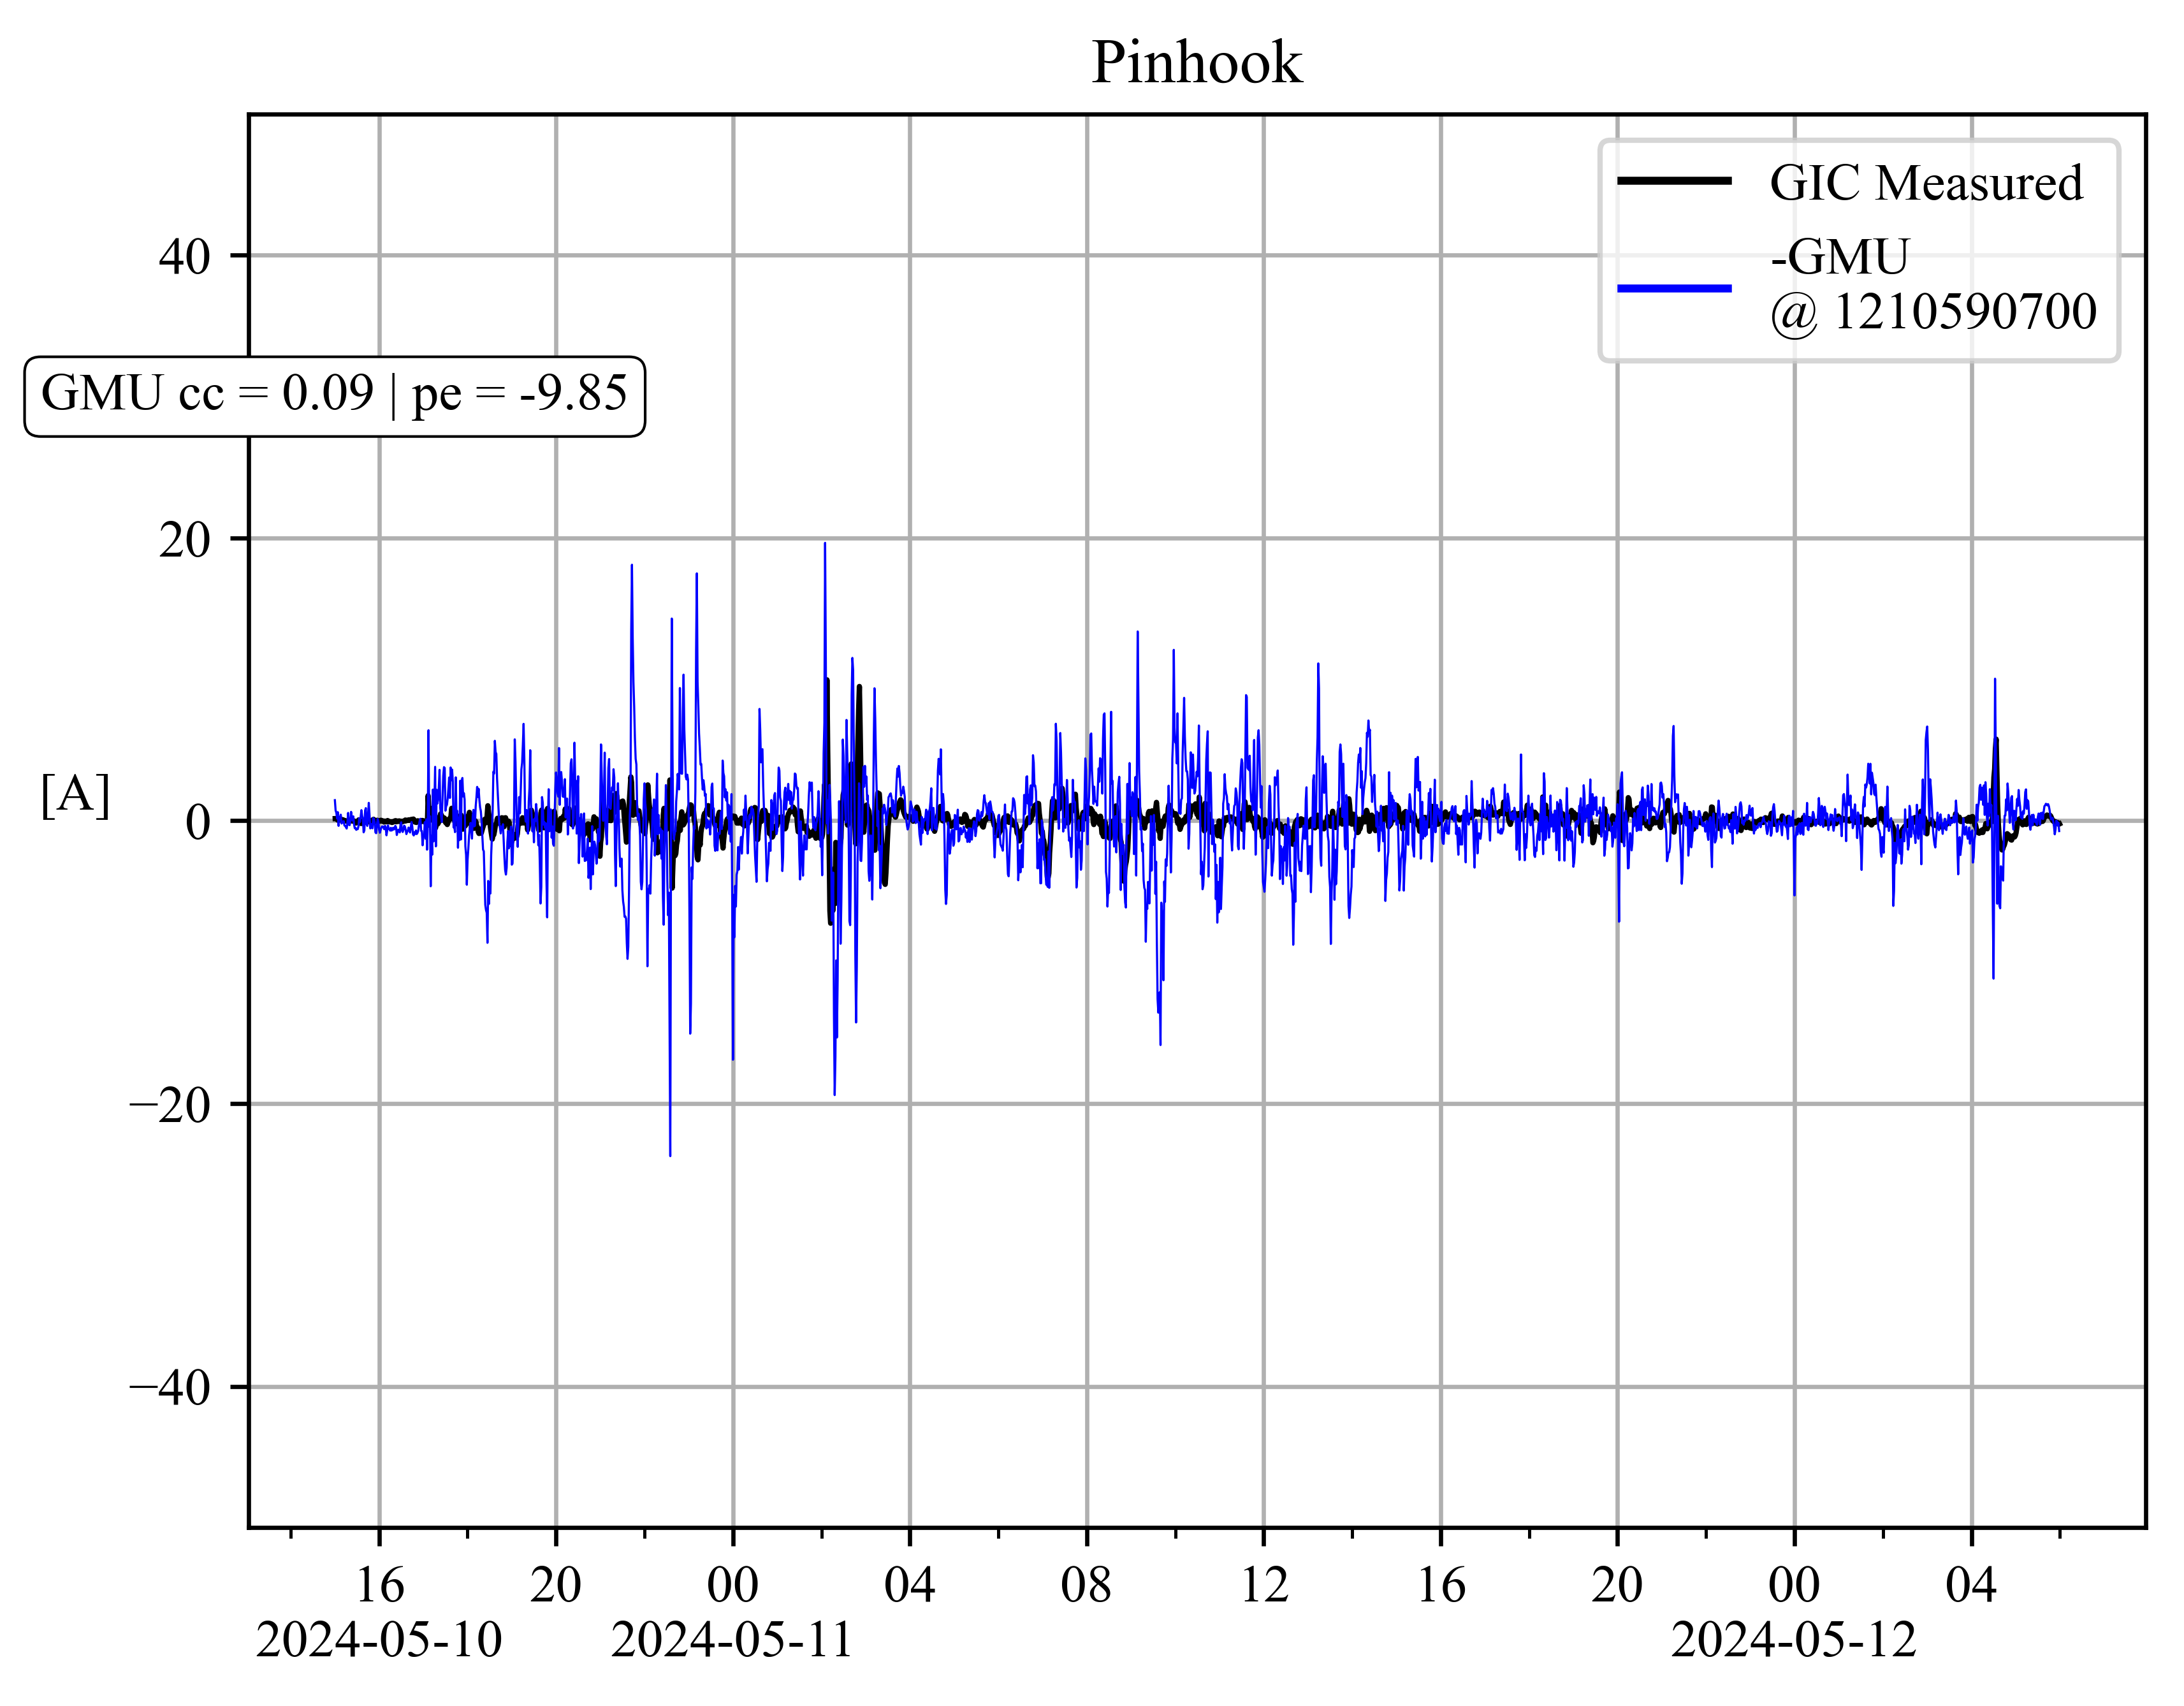 Pinhook
GIC Measured
-GMU
@ 1210590700
GMU cc = 0.09 | pe = -9.85
[A]
40
20
0
−20
−40
16 20 00 04 08 12 16 20 00 04
2024-05-10 2024-05-11 2024-05-12